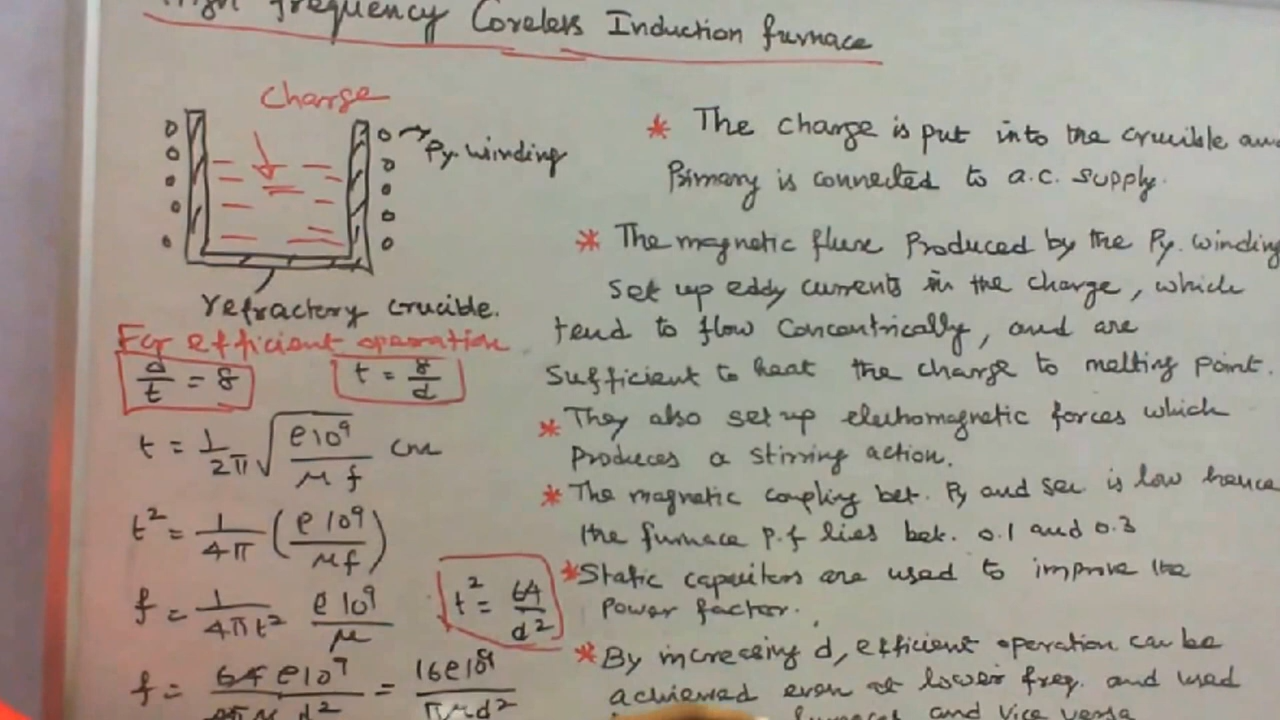 High frequency Coreless Induction furnace
Charge
Py. winding
refractory crucible.
For efficient operation
d/t = 8
t = 8/d
t = 1/2π √(ρ10⁹/μf) cm
t² = 1/4π (ρ10⁹/μf)
f = 1/4πt² ρ10⁹/μ
t² = 64/d²
f = = 16ρ10⁹/πμd²
* The charge is put into the crucible
Primary is connected to a.c. supply.
* The magnetic flux Produced by the Py. winding
set up eddy currents in the charge, which
tend to flow Concentrically, and are
sufficient to heat the charge to melting point.
* They also set up electromagnetic forces which
produces a stirring action.
* The magnetic coupling bet. Py and sec is low hence
the furnace p.f lies bet. 0.1 and 0.3
* Static capacitors are used to improve the
Power factor.
* By increasing d, efficient operation can be
achieved even at lower freq. and used
and vice versa